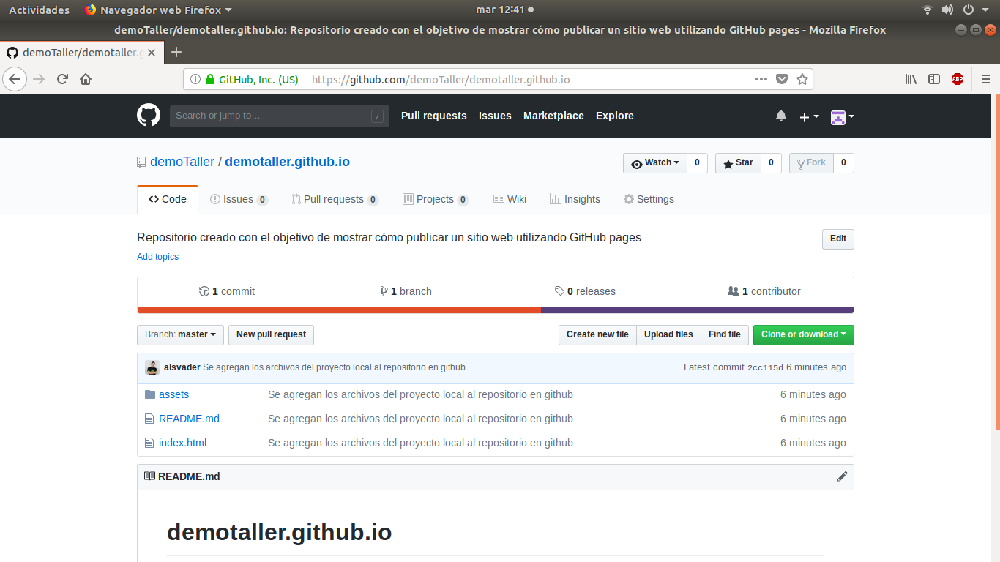 Actividades Navegador web Firefox mar 12:41
demoTaller/demotaller.github.io: Repositorio creado con el objetivo de mostrar cómo publicar un sitio web utilizando GitHub pages - Mozilla Firefox
demoTaller/demotaller.g
GitHub, Inc. (US) https://github.com/demoTaller/demotaller.github.io ABP
Search or jump to… / Pull requests Issues Marketplace Explore
demoTaller / demotaller.github.io Watch 0 Star 0 Fork 0
Code Issues 0 Pull requests 0 Projects 0 Wiki Insights Settings
Repositorio creado con el objetivo de mostrar cómo publicar un sitio web utilizando GitHub pages Edit
Add topics
1 commit 1 branch 0 releases 1 contributor
Branch: master New pull request Create new file Upload files Find file Clone or download
alsvader Se agregan los archivos del proyecto local al repositorio en github Latest commit 2cc115d 6 minutes ago
assets Se agregan los archivos del proyecto local al repositorio en github 6 minutes ago
README.md Se agregan los archivos del proyecto local al repositorio en github 6 minutes ago
index.html Se agregan los archivos del proyecto local al repositorio en github 6 minutes ago
README.md
demotaller.github.io